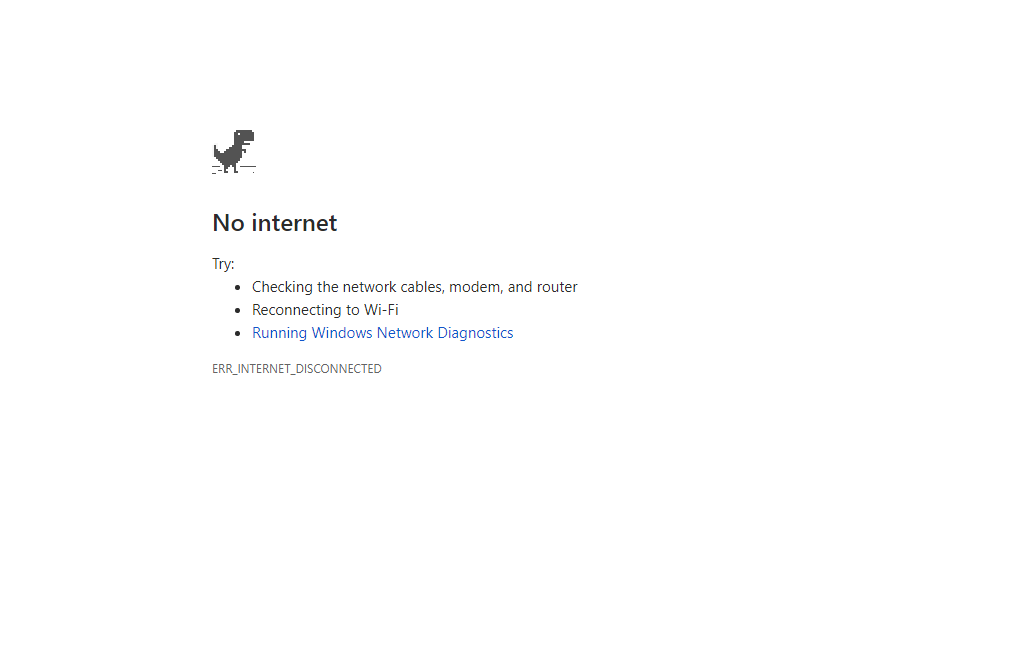 No internet
Try:
Checking the network cables, modem, and router
Reconnecting to Wi-Fi
Running Windows Network Diagnostics
ERR_INTERNET_DISCONNECTED